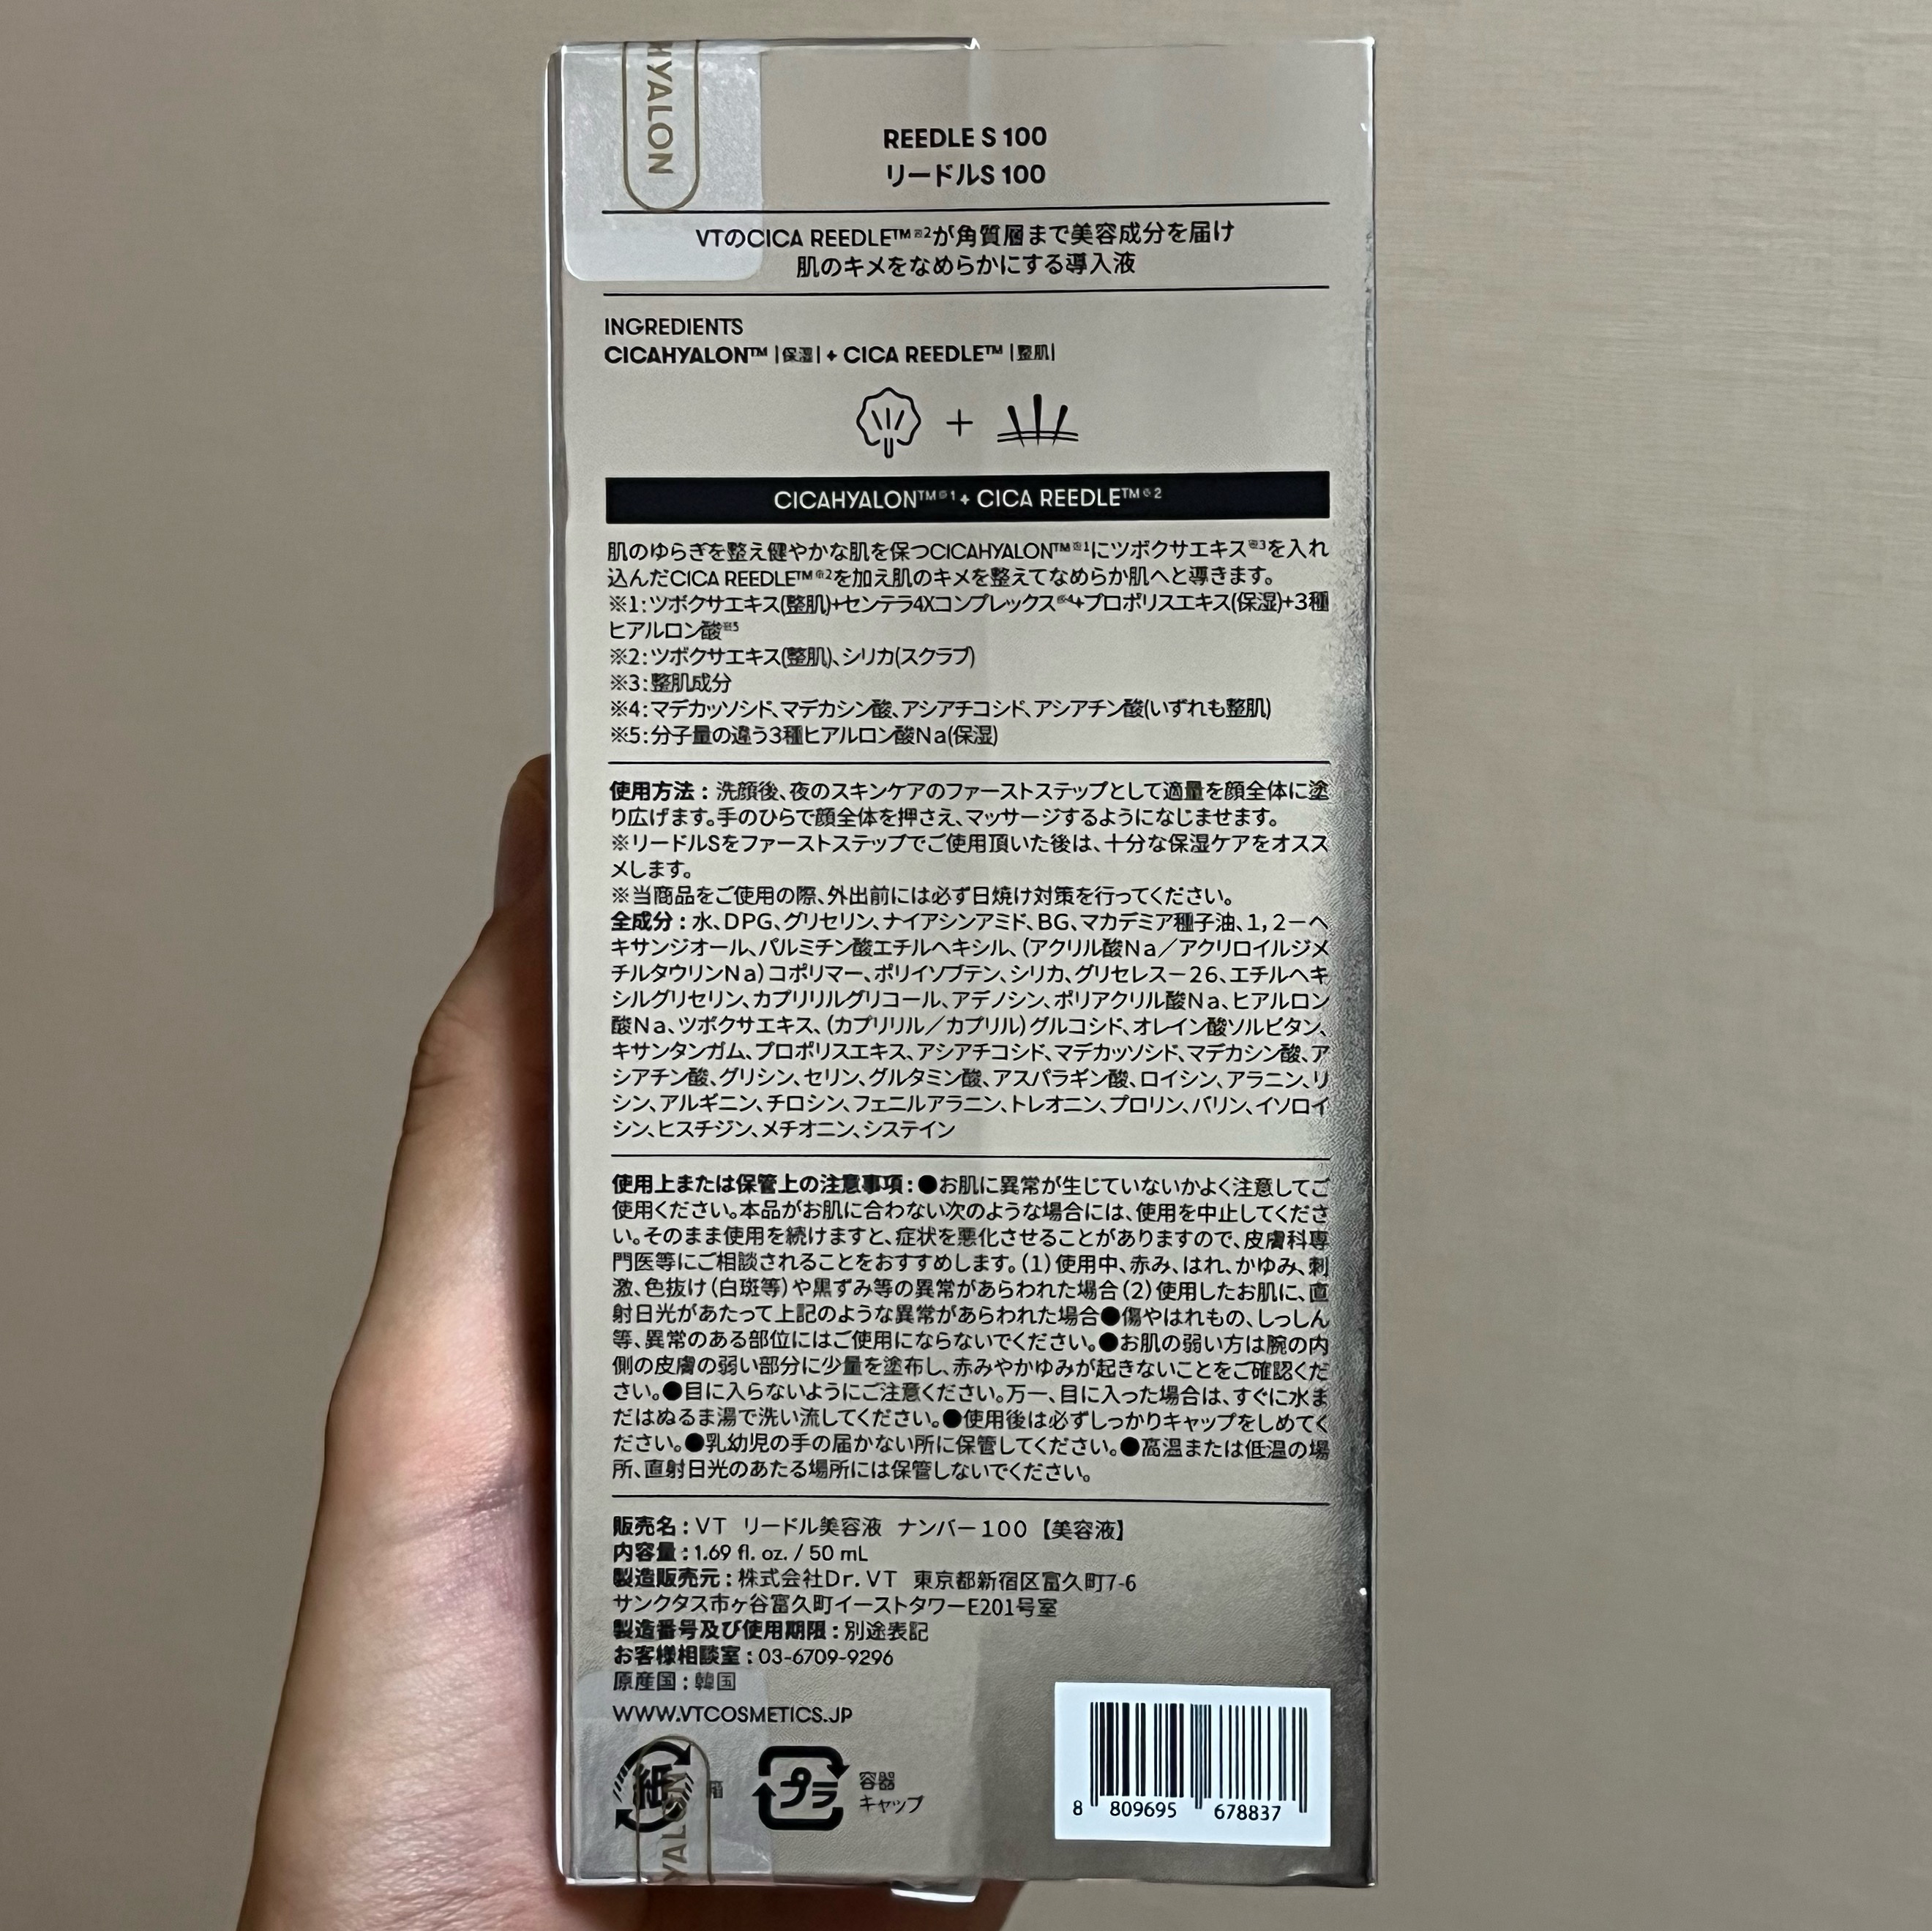 HYALON
REEDLE S 100
リードルS 100
VTのCICA REEDLE™※2が角質層まで美容成分を届け
肌のキメをなめらかにする導入液
INGREDIENTS
CICAHYALON™ |保湿| + CICA REEDLE™ |整肌|
+
CICAHYALON™※1 + CICA REEDLE™※2
肌のゆらぎを整え健やかな肌を保つCICAHYALON™※1にツボクサエキス※3を入れ
込んだCICA REEDLE™※2を加え肌のキメを整えてなめらか肌へと導きます。
※1:ツボクサエキス(整肌)+センテラ4Xコンプレックス※4+プロポリスエキス(保湿)+3種
ヒアルロン酸※5
※2:ツボクサエキス(整肌)、シリカ(スクラブ)
※3:整肌成分
※4:マデカッソシド、マデカシン酸、アシアチコシド、アシアチン酸(いずれも整肌)
※5:分子量の違う3種ヒアルロン酸Na(保湿)
使用方法:洗顔後、夜のスキンケアのファーストステップとして適量を顔全体に塗
り広げます。手のひらで顔全体を押さえ、マッサージするようになじませます。
※リードルSをファーストステップでご使用頂いた後は、十分な保湿ケアをオスス
メします。
※当商品をご使用の際、外出前には必ず日焼け対策を行ってください。
全成分:水、DPG、グリセリン、ナイアシンアミド、BG、マカデミア種子油、1,2-ヘ
キサンジオール、パルミチン酸エチルヘキシル、(アクリル酸Na/アクリロイルジメ
チルタウリンNa)コポリマー、ポリイソブテン、シリカ、グリセレス-26、エチルヘキ
シルグリセリン、カプリリルグリコール、アデノシン、ポリアクリル酸Na、ヒアルロン
酸Na、ツボクサエキス、(カプリリル/カプリル)グルコシド、オレイン酸ソルビタン、
キサンタンガム、プロポリスエキス、アシアチコシド、マデカッソシド、マデカシン酸、ア
シアチン酸、グリシン、セリン、グルタミン酸、アスパラギン酸、ロイシン、アラニン、リ
シン、アルギニン、チロシン、フェニルアラニン、トレオニン、プロリン、バリン、イソロイ
シン、ヒスチジン、メチオニン、システイン
使用上または保管上の注意事項:●お肌に異常が生じていないかよく注意してご
使用ください。本品がお肌に合わない次のような場合には、使用を中止してくださ
い。そのまま使用を続けますと、症状を悪化させることがありますので、皮膚科専
門医等にご相談されることをおすすめします。(1)使用中、赤み、はれ、かゆみ、刺
激、色抜け(白斑等)や黒ずみ等の異常があらわれた場合(2)使用したお肌に、直
射日光があたって上記のような異常があらわれた場合●傷やはれもの、しっしん
等、異常のある部位にはご使用にならないでください。●お肌の弱い方は腕の内
側の皮膚の弱い部分に少量を塗布し、赤みやかゆみが起きないことをご確認くだ
さい。●目に入らないようにご注意ください。万一、目に入った場合は、すぐに水ま
だはぬるま湯で洗い流してください。●使用後は必ずしっかりキャップをしめてく
ださい。●乳幼児の手の届かない所に保管してください。●高温または低温の場
所、直射日光のあたる場所には保管しないでください。
販売名:VT リードル美容液 ナンバー100【美容液】
内容量:1.69 fl. oz. / 50 mL
製造販売元:株式会社Dr.VT 東京都新宿区富久町7-6
サンクタス市ヶ谷富久町イーストタワーE201号室
製造番号及び使用期限:別途表記
お客様相談室:03-6709-9296
原産国:韓国
WWW.VTCOSMETICS.JP
紙 箱
プラ 容器
キャップ
8 809695 678837